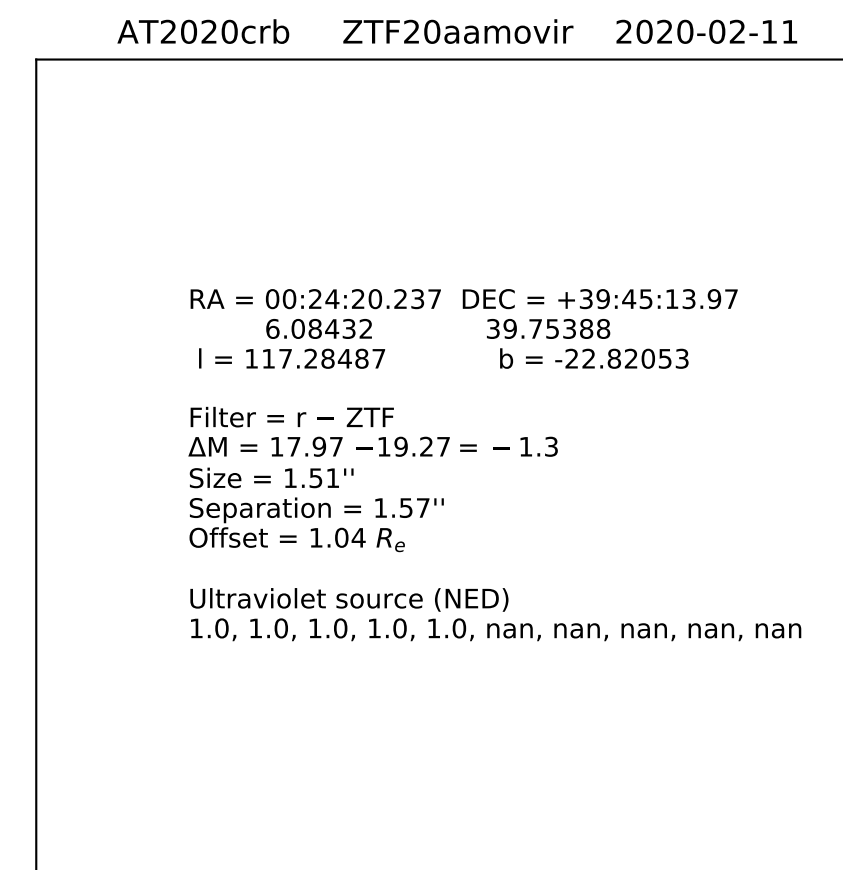 AT2020crb ZTF20aamovir 2020-02-11
RA = 00:24:20.237 DEC = +39:45:13.97
6.08432 39.75388
l = 117.28487 b = -22.82053
Filter = r − ZTF
ΔM = 17.97 −19.27 = − 1.3
Size = 1.51''
Separation = 1.57''
Offset = 1.04 Re
Ultraviolet source (NED)
1.0, 1.0, 1.0, 1.0, 1.0, nan, nan, nan, nan, nan